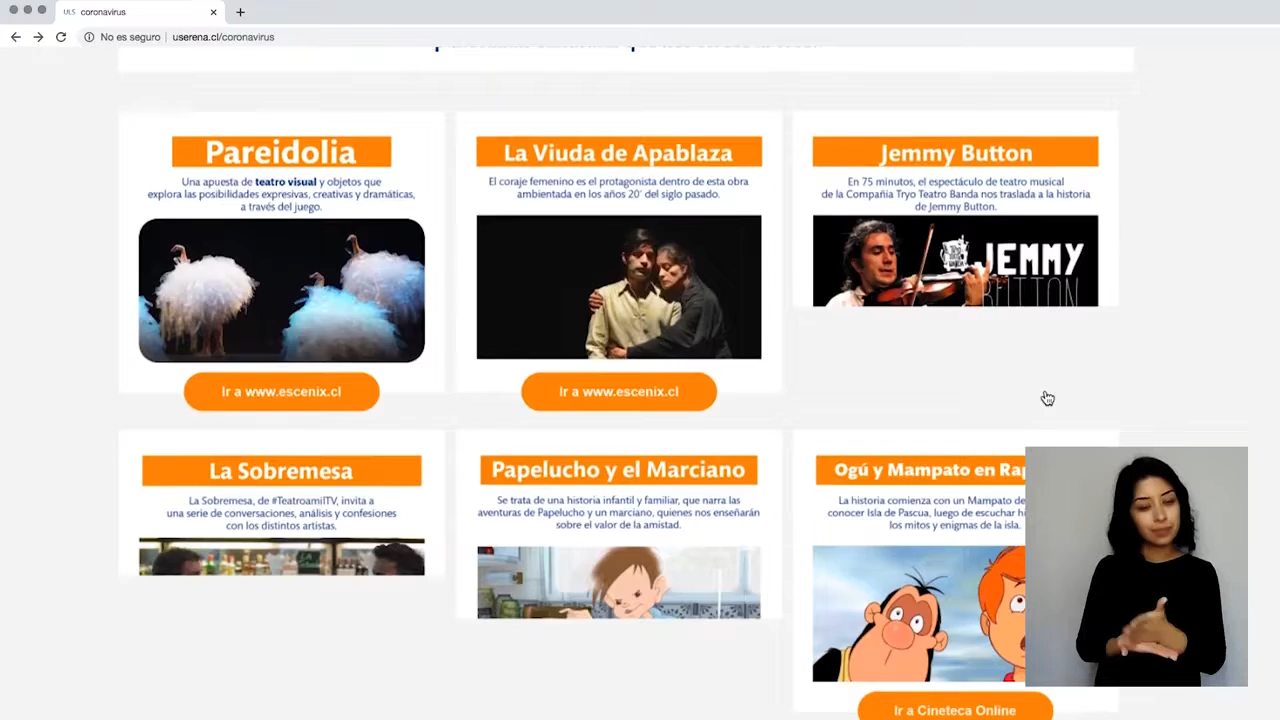 ULS coronavirus
No es seguro | userena.cl/coronavirus
Pareidolia
Una apuesta de teatro visual y objetos que
explora las posibilidades expresivas, creativas y dramáticas,
a través del juego.
Ir a www.escenix.cl
La Viuda de Apablaza
El coraje femenino es el protagonista dentro de esta obra
ambientada en los años 20' del siglo pasado.
Ir a www.escenix.cl
Jemmy Button
En 75 minutos, el espectáculo de teatro musical
de la Compañia Tryo Teatro Banda nos traslada a la historia
de Jemmy Button.
JEMMY
BUTTON
La Sobremesa
La Sobremesa, de #TeatroamilTV, invita a
una serie de conversaciones, análisis y confesiones
con los distintos artistas.
Papelucho y el Marciano
Se trata de una historia infantil y familiar, que narra las
aventuras de Papelucho y un marciano, quienes nos enseñarán
sobre el valor de la amistad.
Ogú y Mampato en Rap
La historia comienza con un Mampato de
conocer Isla de Pascua, luego de escuchar hi
los mitos y enigmas de la isla.
Ir a Cineteca Online